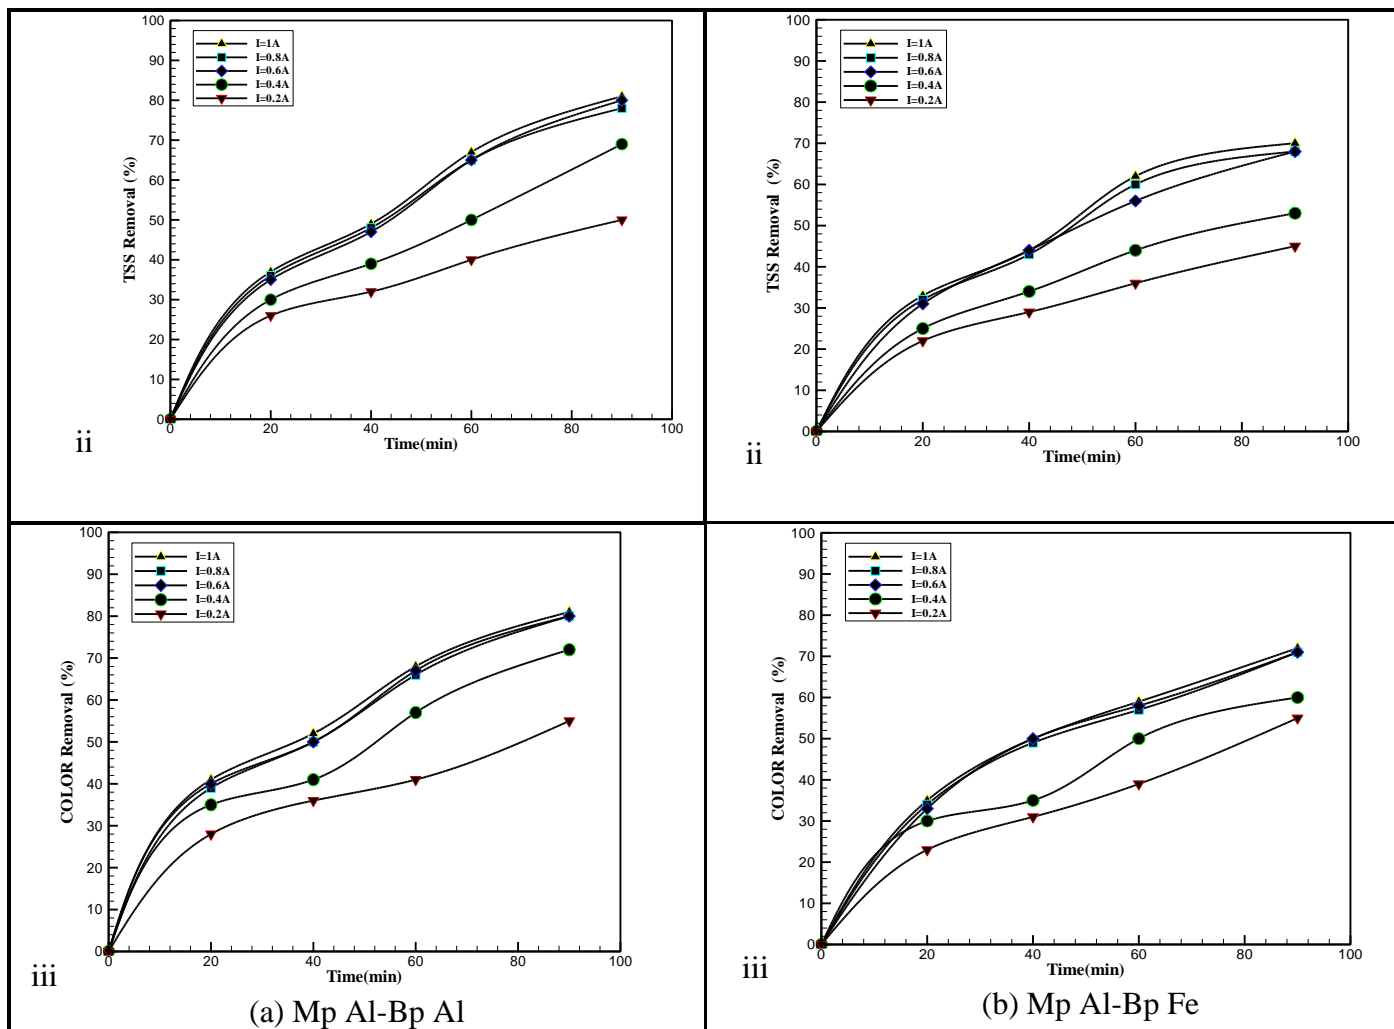 100
90
80
70
60
50
40
30
20
10
0
TSS Removal (%)
I=1A
I=0.8A
I=0.6A
I=0.4A
I=0.2A
0 20 40 60 80 100
Time(min)
ii
100
90
80
70
60
50
40
30
20
10
0
TSS Removal (%)
I=1A
I=0.8A
I=0.6A
I=0.4A
I=0.2A
0 20 40 60 80 100
Time(min)
ii
100
90
80
70
60
50
40
30
20
10
0
COLOR Removal (%)
I=1A
I=0.8A
I=0.6A
I=0.4A
I=0.2A
0 20 40 60 80 100
Time(min)
iii
(a) Mp Al-Bp Al
100
90
80
70
60
50
40
30
20
10
0
COLOR Removal (%)
I=1A
I=0.8A
I=0.6A
I=0.4A
I=0.2A
0 20 40 60 80 100
Time(min)
iii
(b) Mp Al-Bp Fe